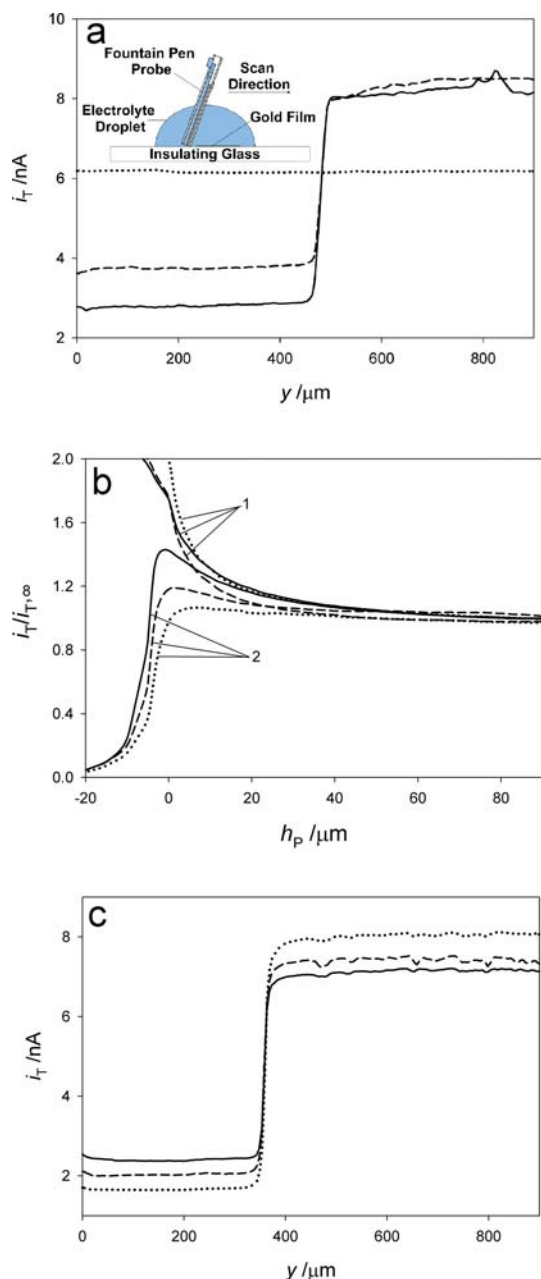 a
Fountain Pen
Probe
Scan
Direction
Electrolyte
Droplet
Gold Film
Insulating Glass
10
8
6
4
2
i_T /nA
0 200 400 600 800
y /μm
b
1
2
2.0
1.6
1.2
0.8
0.4
0.0
i_T/i_T,∞
-20 0 20 40 60 80
h_P /μm
c
8
6
4
2
i_T /nA
0 200 400 600 800
y /μm